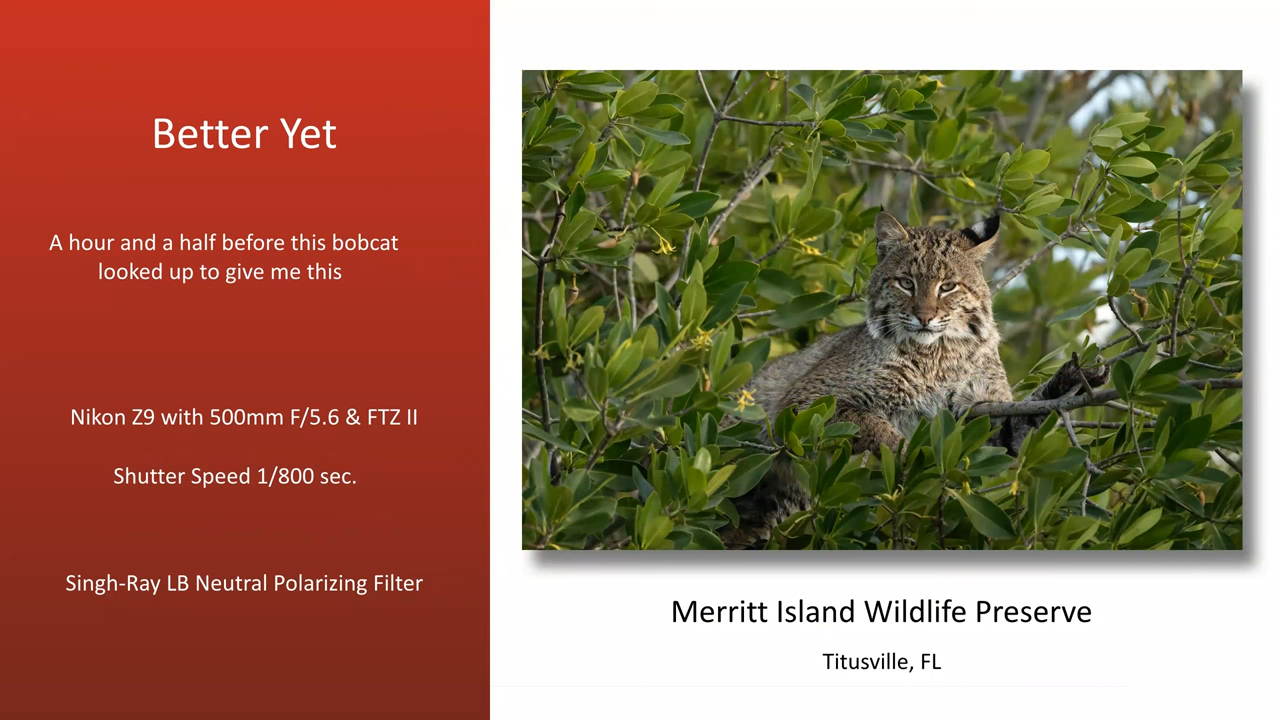 Better Yet
A hour and a half before this bobcat
looked up to give me this
Nikon Z9 with 500mm F/5.6 & FTZ II
Shutter Speed 1/800 sec.
Singh-Ray LB Neutral Polarizing Filter
Merritt Island Wildlife Preserve
Titusville, FL